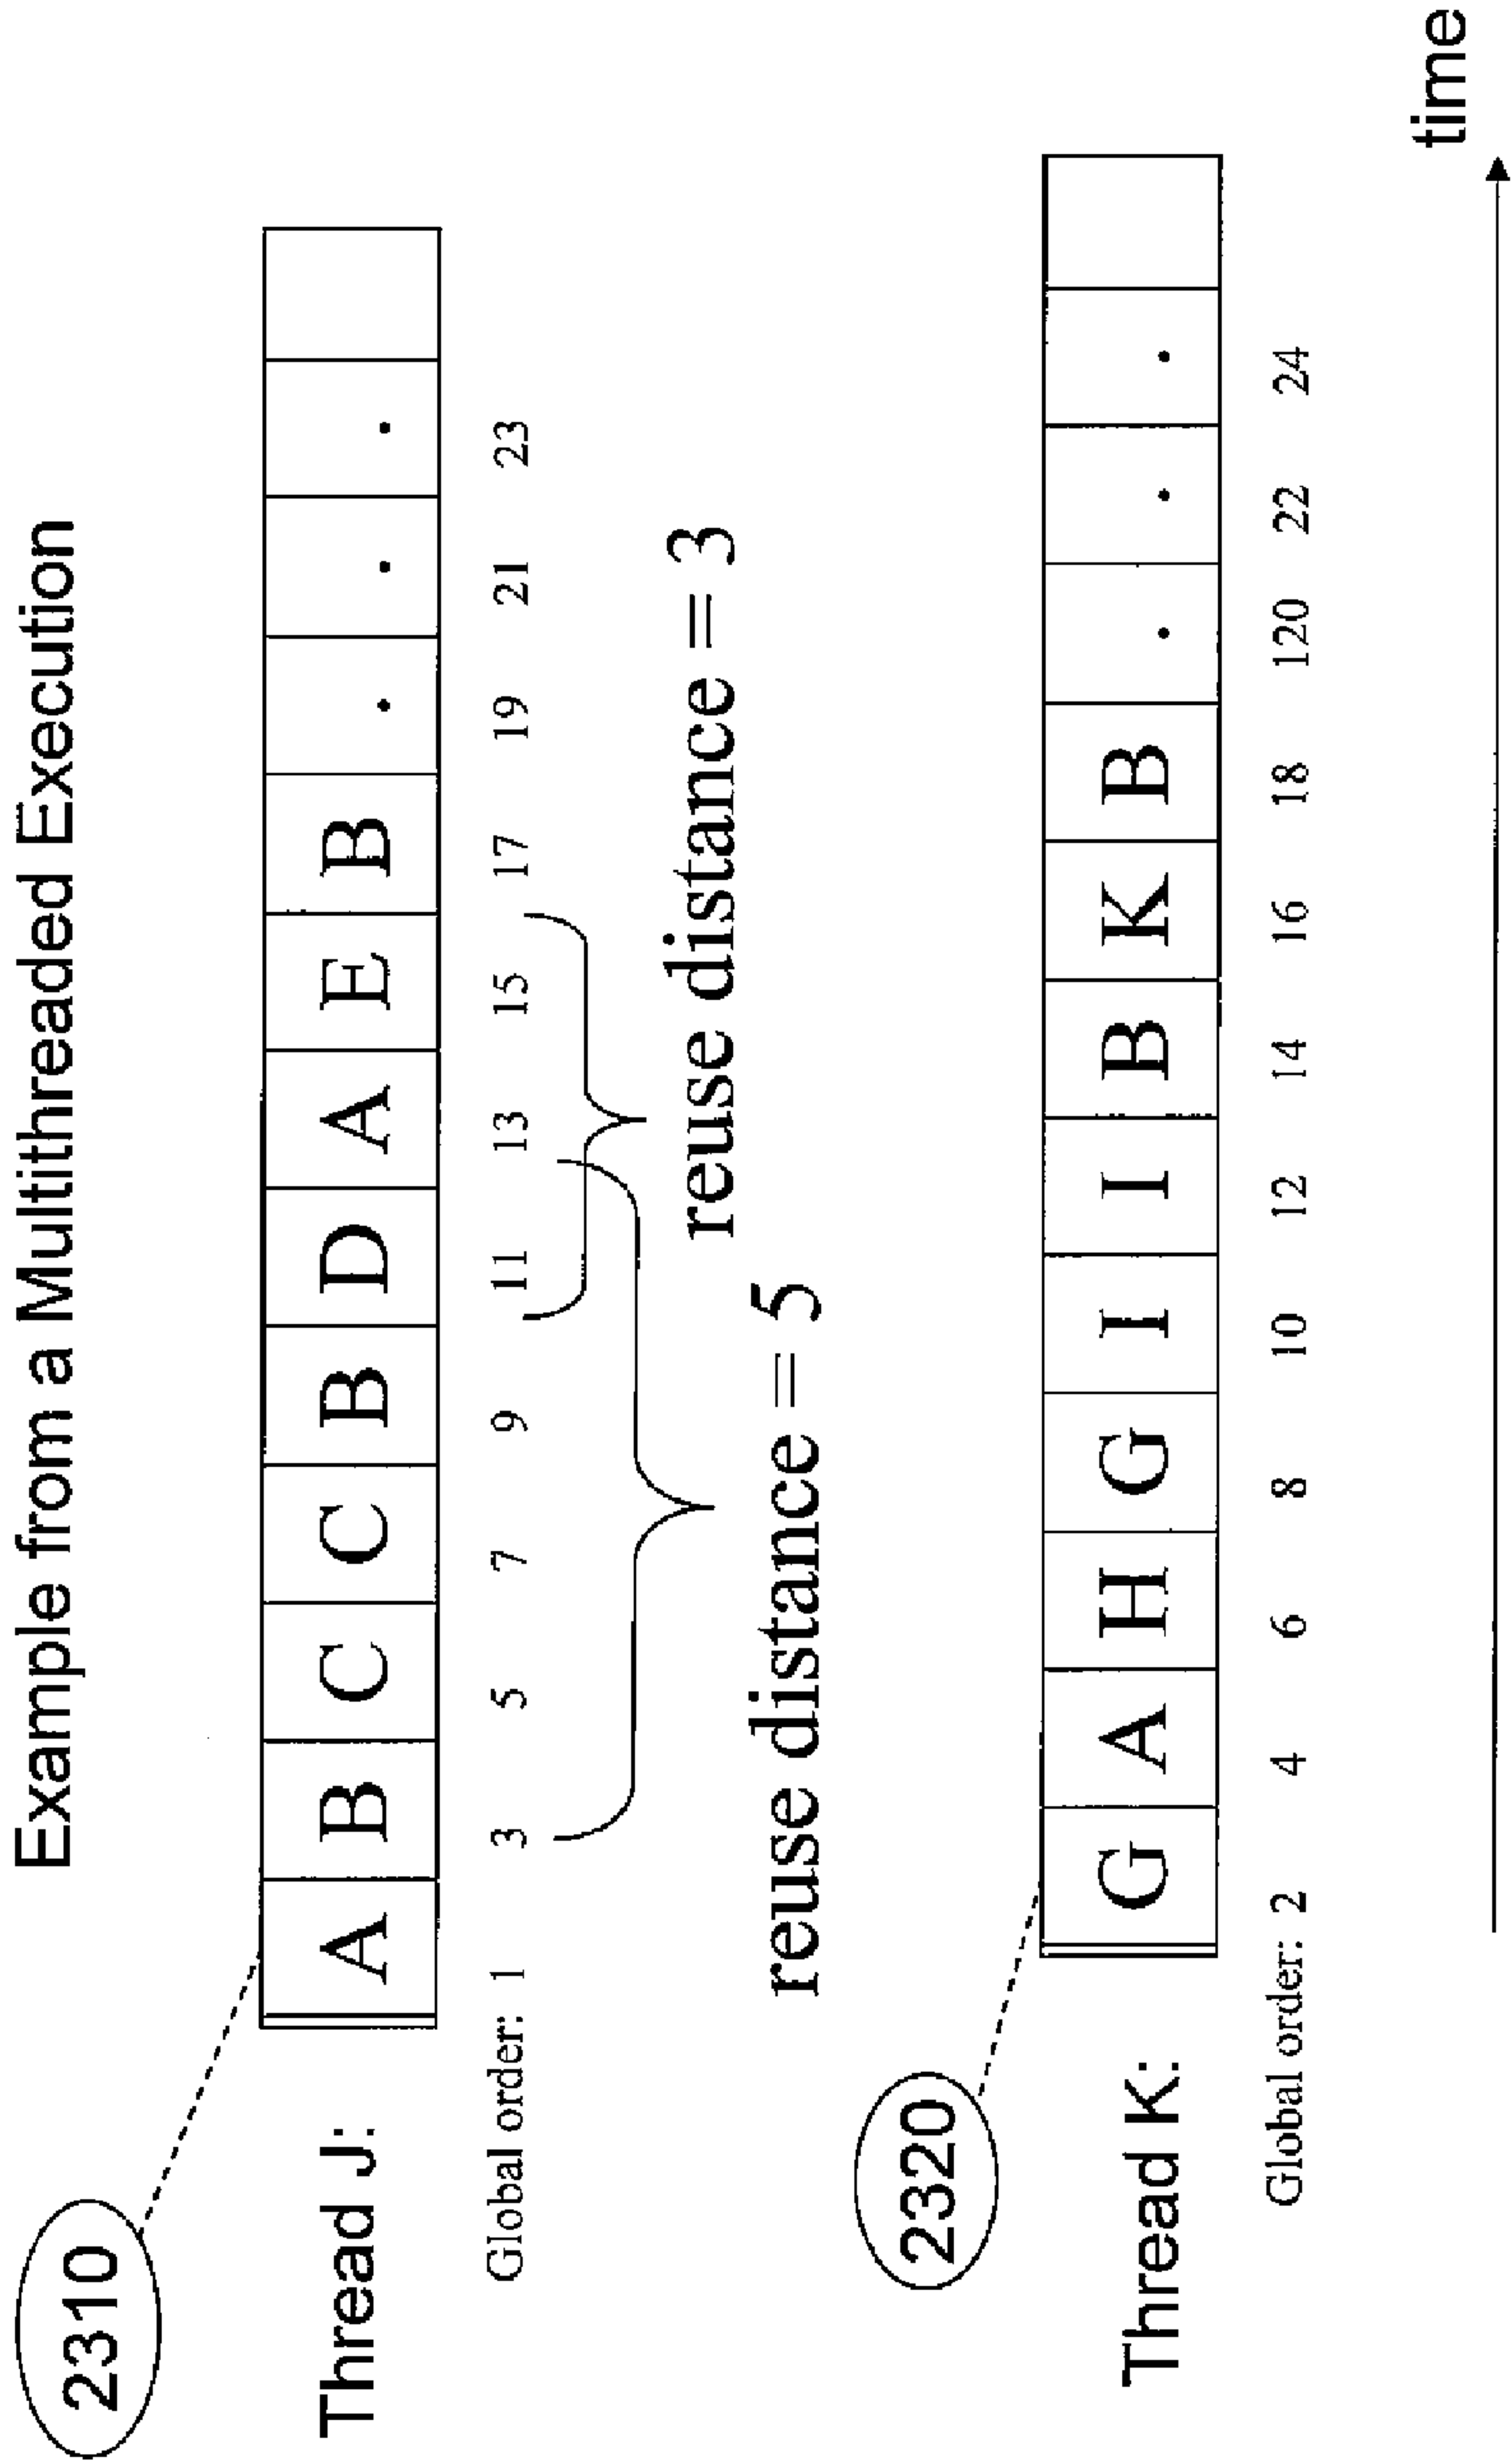 Example from a Multithreaded Execution
2310
Thread J:
A B C C B D A E B . . .
Global order: 1 3 5 7 9 11 13 15 17 19 21 23
reuse distance = 3
reuse distance = 5
2320
Thread K:
G A H G I I B K B . . .
Global order: 2 4 6 8 10 12 14 16 18 120 22 24
time